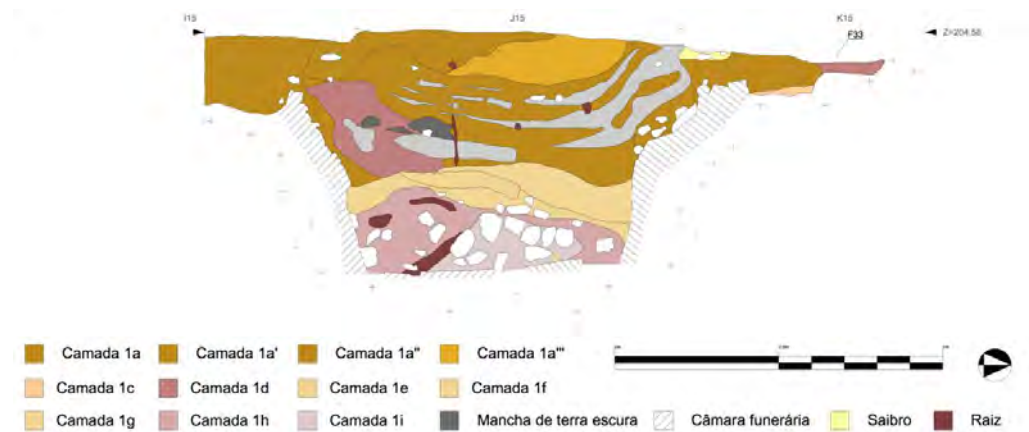 I15 J15 K15
F33 Z=204.58
Camada 1a Camada 1a' Camada 1a'' Camada 1a'''
Camada 1c Camada 1d Camada 1e Camada 1f
Camada 1g Camada 1h Camada 1i Mancha de terra escura Câmara funerária Saibro Raiz